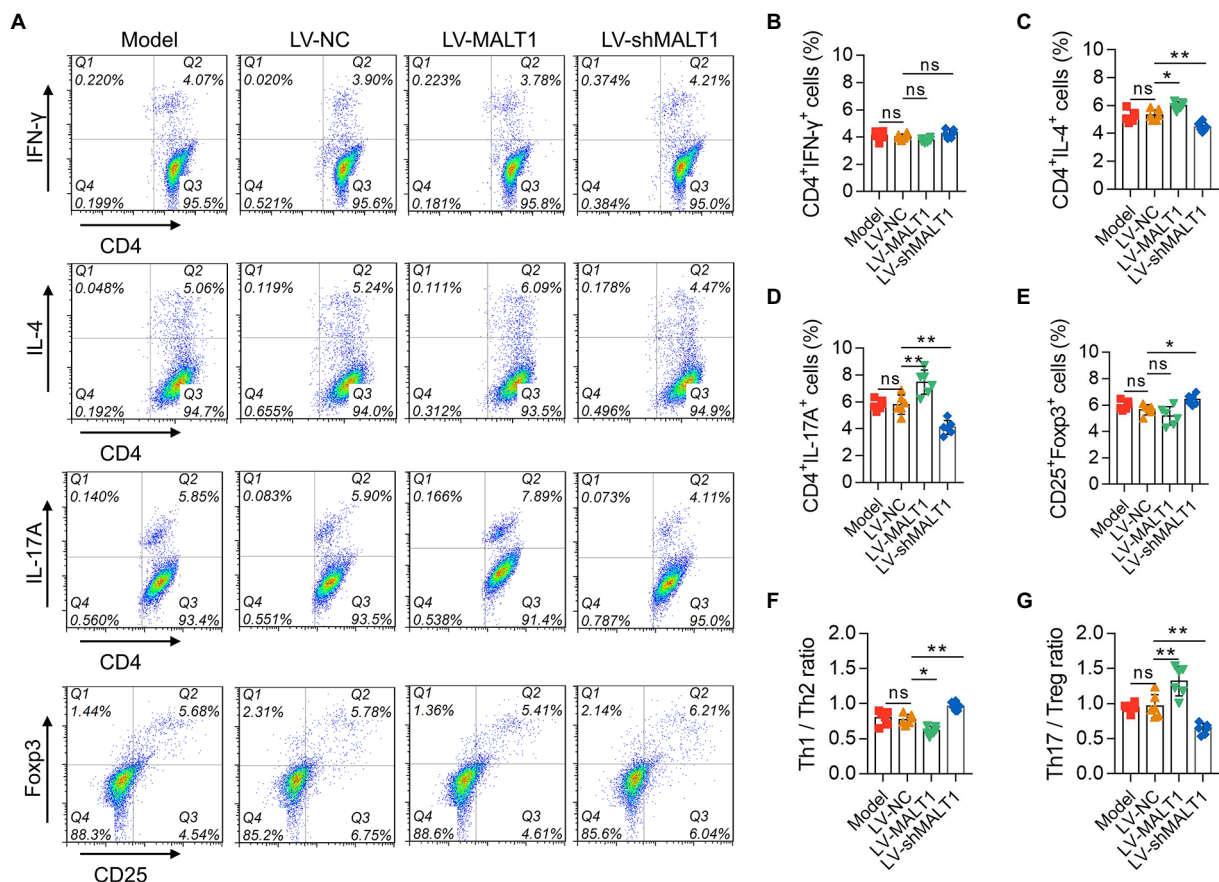 A
Model LV-NC LV-MALT1 LV-shMALT1
IFN-γ
Q1 Q2 Q1 Q2 Q1 Q2 Q1 Q2
0.220% 4.07% 0.020% 3.90% 0.223% 3.78% 0.374% 4.21%
Q4 Q3 Q4 Q3 Q4 Q3 Q4 Q3
0.199% 95.5% 0.521% 95.6% 0.181% 95.8% 0.384% 95.0%
CD4
IL-4
Q1 Q2 Q1 Q2 Q1 Q2 Q1 Q2
0.048% 5.06% 0.119% 5.24% 0.111% 6.09% 0.178% 4.47%
Q4 Q3 Q4 Q3 Q4 Q3 Q4 Q3
0.192% 94.7% 0.655% 94.0% 0.312% 93.5% 0.496% 94.9%
CD4
IL-17A
Q1 Q2 Q1 Q2 Q1 Q2 Q1 Q2
0.140% 5.85% 0.083% 5.90% 0.166% 7.89% 0.073% 4.11%
Q4 Q3 Q4 Q3 Q4 Q3 Q4 Q3
0.560% 93.4% 0.551% 93.5% 0.538% 91.4% 0.787% 95.0%
CD4
Foxp3
Q1 Q2 Q1 Q2 Q1 Q2 Q1 Q2
1.44% 5.68% 2.31% 5.78% 1.36% 5.41% 2.14% 6.21%
Q4 Q3 Q4 Q3 Q4 Q3 Q4 Q3
88.3% 4.54% 85.2% 6.75% 88.6% 4.61% 85.6% 6.04%
CD25
B
CD4+IFN-γ+ cells (%)
10
8
6
4
2
0
ns
ns
ns
Model
LV-NC
LV-MALT1
LV-shMALT1
C
CD4+IL-4+ cells (%)
10
8
6
4
2
0
**
*
ns
Model
LV-NC
LV-MALT1
LV-shMALT1
D
CD4+IL-17A+ cells (%)
10
8
6
4
2
0
**
**
ns
Model
LV-NC
LV-MALT1
LV-shMALT1
E
CD25+Foxp3+ cells (%)
10
8
6
4
2
0
*
ns
ns
Model
LV-NC
LV-MALT1
LV-shMALT1
F
Th1 / Th2 ratio
2.0
1.5
1.0
0.5
0.0
**
*
ns
Model
LV-NC
LV-MALT1
LV-shMALT1
G
Th17 / Treg ratio
2.0
1.5
1.0
0.5
0.0
**
**
ns
Model
LV-NC
LV-MALT1
LV-shMALT1